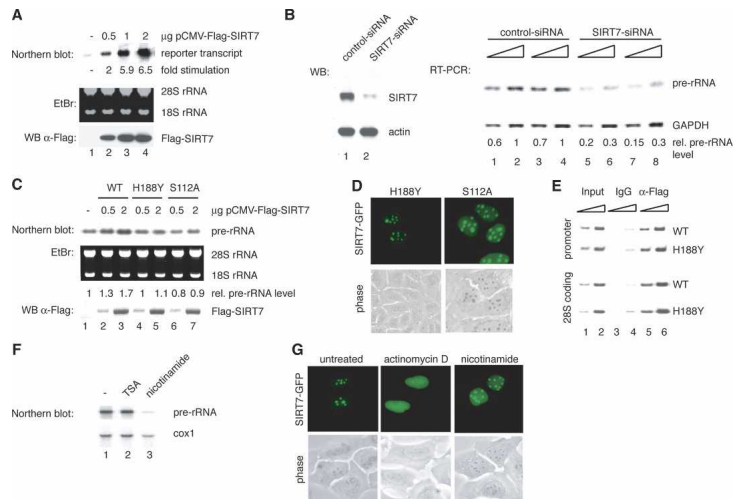 A
0.5 1 2 µg pCMV-Flag-SIRT7
Northern blot: - reporter transcript
- 2 5.9 6.5 fold stimulation
EtBr: 28S rRNA
18S rRNA
WB α-Flag: Flag-SIRT7
1 2 3 4
B
control-siRNA
SIRT7-siRNA
WB:
SIRT7
actin
1 2
control-siRNA SIRT7-siRNA
RT-PCR:
pre-rRNA
GAPDH
0.6 1 0.7 1 0.2 0.3 0.15 0.3 rel. pre-rRNA level
1 2 3 4 5 6 7 8
C
WT H188Y S112A
- 0.5 2 0.5 2 0.5 2 µg pCMV-Flag-SIRT7
Northern blot: pre-rRNA
EtBr: 28S rRNA
18S rRNA
1 1.3 1.7 1 1.1 0.8 0.9 rel. pre-rRNA level
WB α-Flag: Flag-SIRT7
1 2 3 4 5 6 7
D
H188Y S112A
SIRT7-GFP
phase
E
Input IgG α-Flag
promoter
WT
H188Y
28S coding
WT
H188Y
1 2 3 4 5 6
F
- TSA nicotinamide
Northern blot: pre-rRNA
cox1
1 2 3
G
untreated actinomycin D nicotinamide
SIRT7-GFP
phase